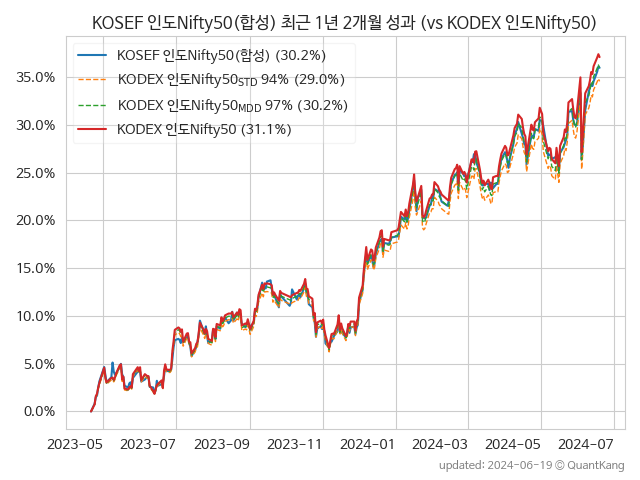 KOSEF 인도Nifty50(합성) 최근 1년 2개월 성과 (vs KODEX 인도Nifty50)
KOSEF 인도Nifty50(합성) (30.2%)
KODEX 인도Nifty50STD 94% (29.0%)
KODEX 인도Nifty50MDD 97% (30.2%)
KODEX 인도Nifty50 (31.1%)
35.0%
30.0%
25.0%
20.0%
15.0%
10.0%
5.0%
0.0%
2023-05 2023-07 2023-09 2023-11 2024-01 2024-03 2024-05 2024-07
updated: 2024-06-19 © QuantKang